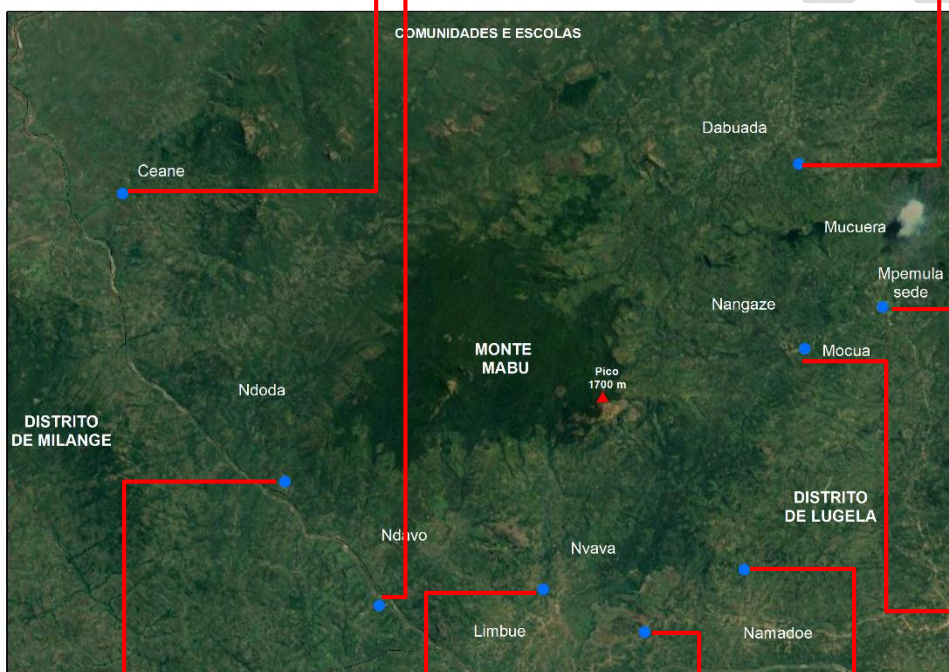 COMUNIDADES E ESCOLAS
Dabuada
Ceane
Mucuera
Mpemula
sede
Nangaze
MONTE
MABU
Mocua
Pico
1700 m
Ndoda
DISTRITO
DE MILANGE
DISTRITO
DE LUGELA
Ndavo
Nvava
Limbue
Namadoe